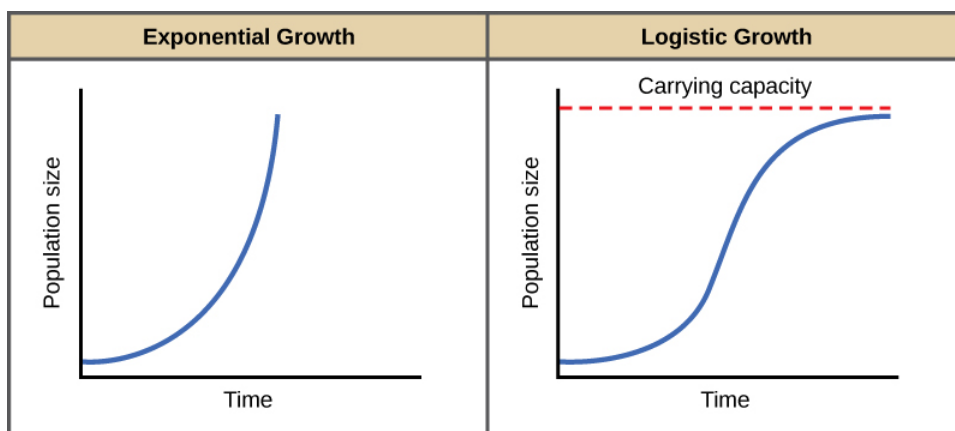 Exponential Growth
Population size
Time
Logistic Growth
Carrying capacity
Population size
Time